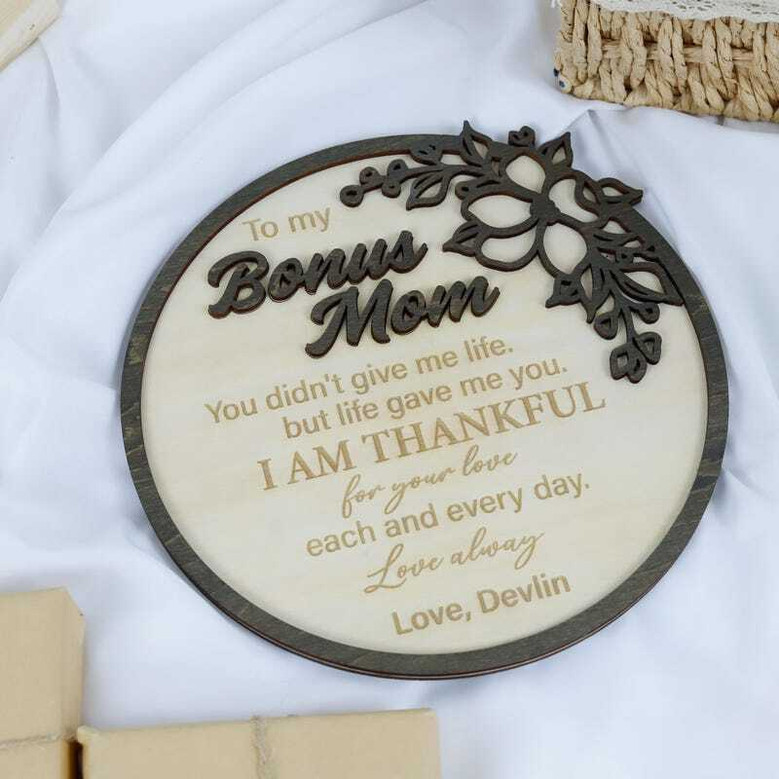 To my
Bonus
Mom
You didn't give me life.
but life gave me you.
I AM THANKFUL
for your love
each and every day.
Love alway
Love, Devlin